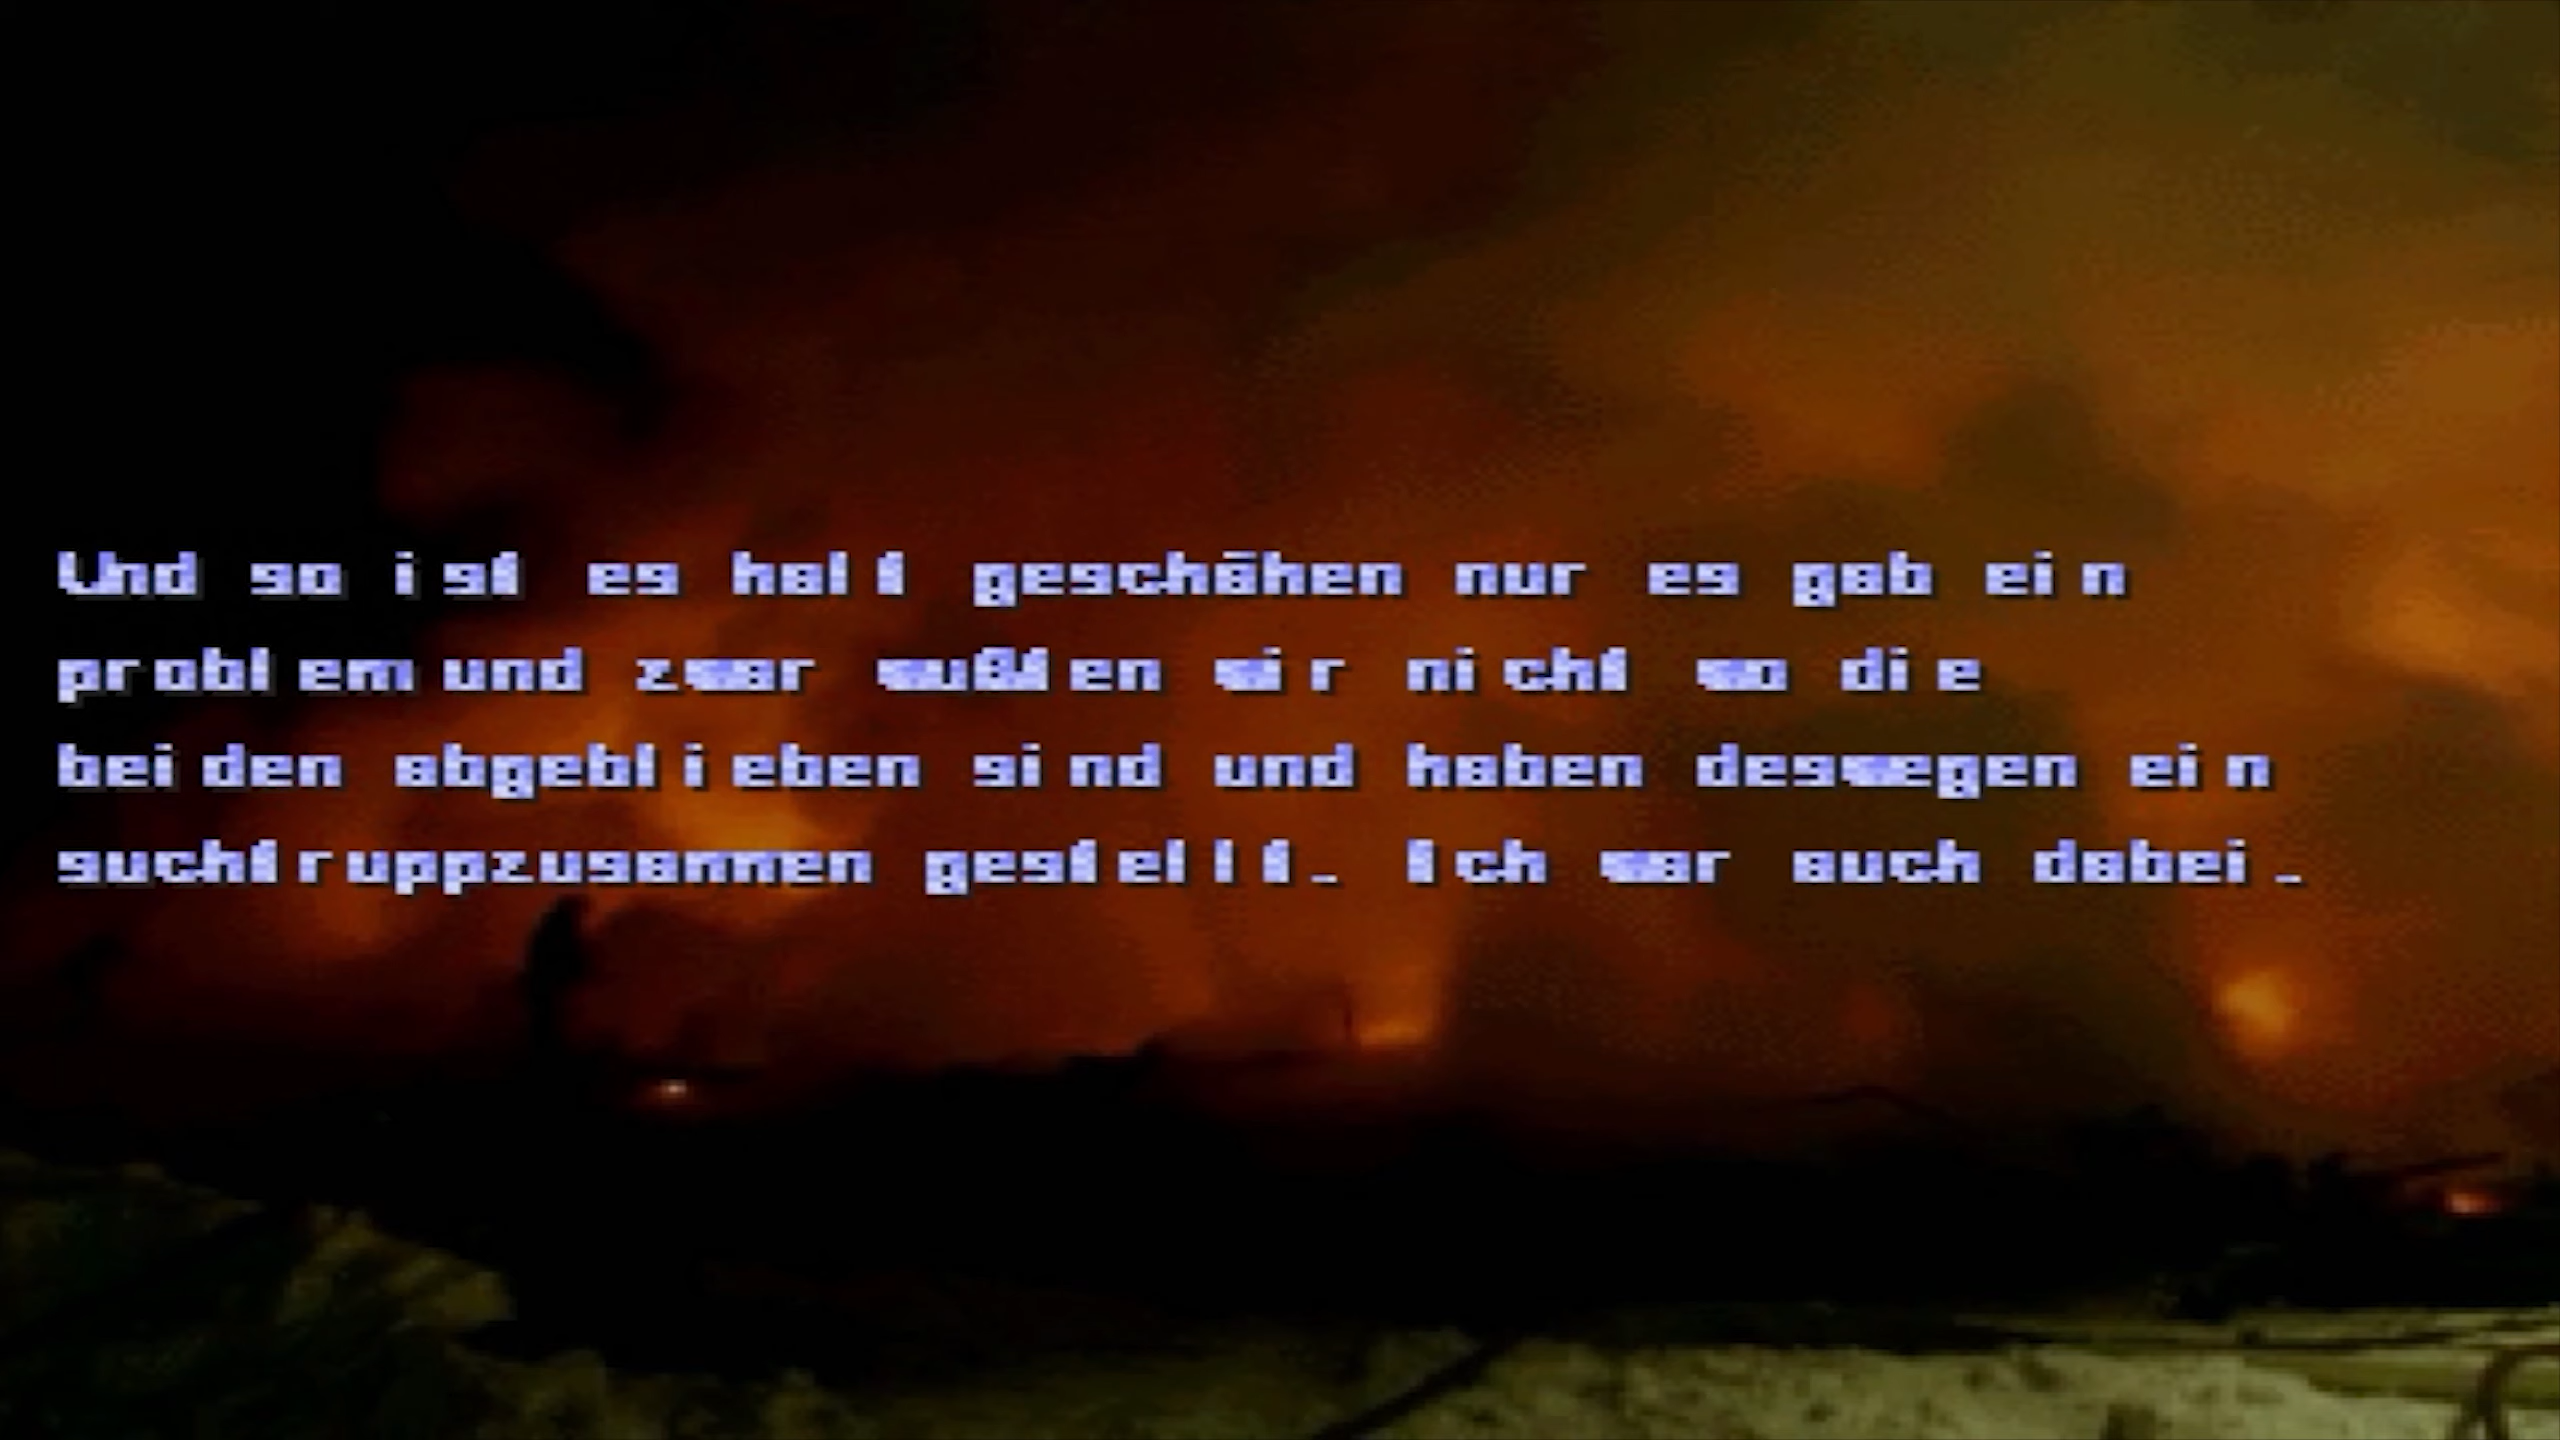 Und so ist es halt geschähen nur es gab ein
problem und zwar wußten wir nicht wo die
beiden abgeblieben sind und haben deswegen ein
suchtruppzusammen gestellt. Ich war auch dabei.